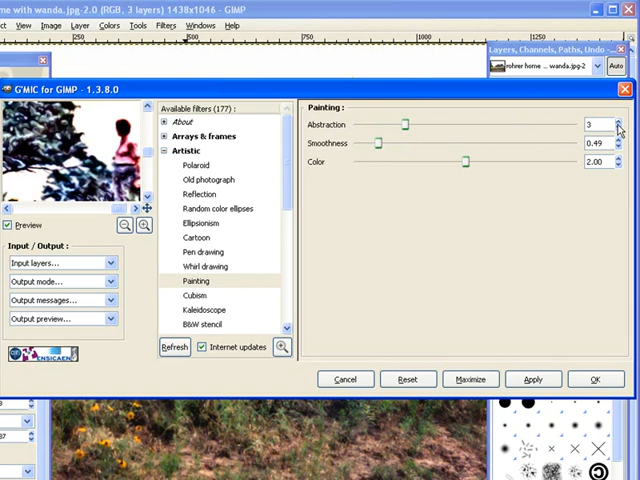 me with wanda.jpg-2.0 (RGB, 3 layers) 1438x1046 - GIMP
ect View Image Layer Colors Tools Filters Windows Help
250 500 750 1000 1250
Layers, Channels, Paths, Undo -...
rohrer home ... wanda.jpg-2 Auto
G'MIC for GIMP - 1.3.8.0
Available filters (177) :
About
Arrays & frames
Artistic
Polaroid
Old photograph
Reflection
Random color ellipses
Ellipsionism
Cartoon
Pen drawing
Whirl drawing
Painting
Cubism
Kaleidoscope
B&W stencil
Refresh Internet updates
Painting :
Abstraction 3
Smoothness 0.49
Color 2.00
Preview
Input / Output :
Input layers...
Output mode...
Output messages...
Output preview...
ENSICAEN
Cancel Reset Maximize Apply OK
37